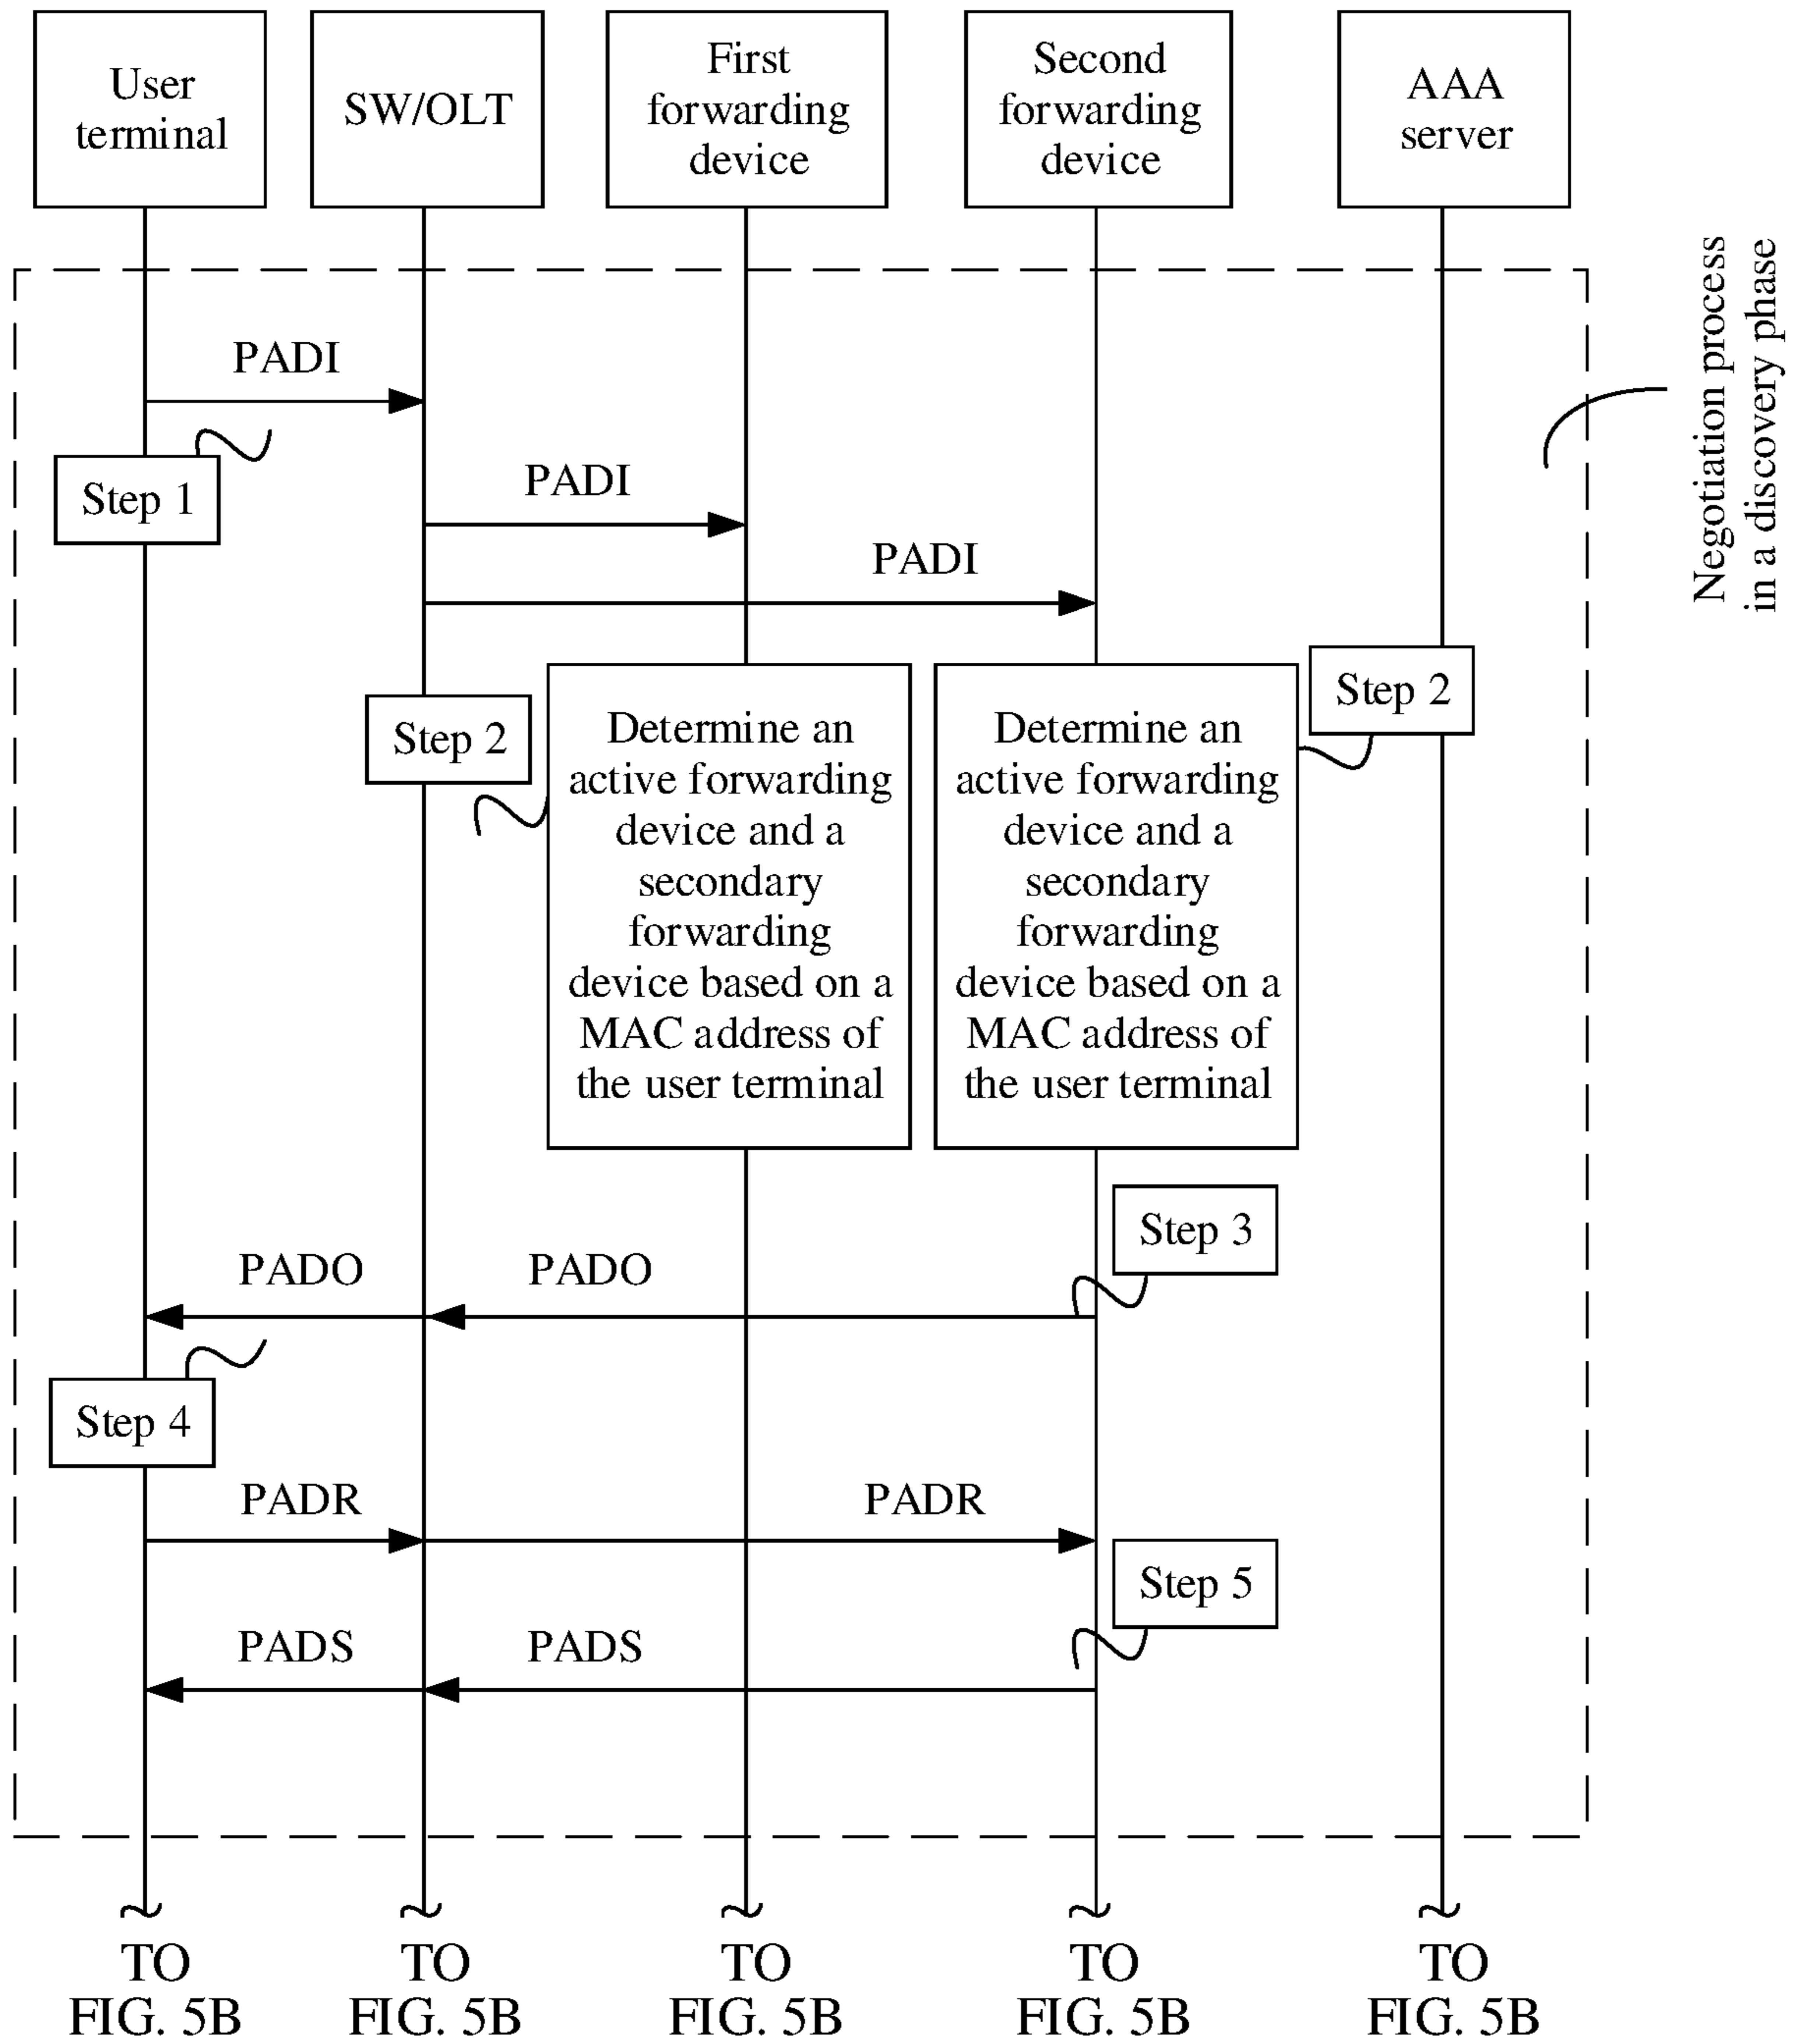 User
terminal
SW/OLT
First
forwarding
device
Second
forwarding
device
AAA
server
Negotiation process
in a discovery phase
PADI
Step 1
PADI
PADI
Step 2
Determine an
active forwarding
device and a
secondary
forwarding
device based on a
MAC address of
the user terminal
Determine an
active forwarding
device and a
secondary
forwarding
device based on a
MAC address of
the user terminal
Step 2
Step 3
PADO
PADO
Step 4
PADR
PADR
Step 5
PADS
PADS
TO
FIG. 5B
TO
FIG. 5B
TO
FIG. 5B
TO
FIG. 5B
TO
FIG. 5B